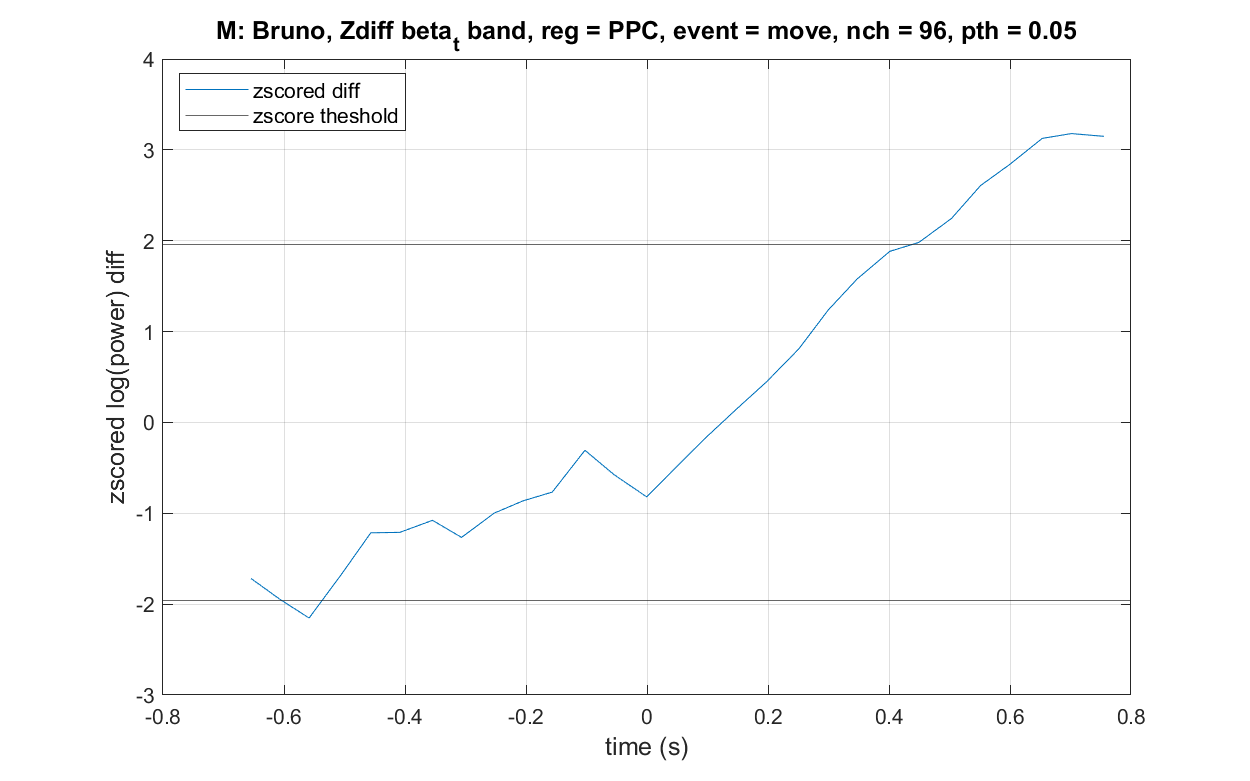 M: Bruno, Zdiff beta_t band, reg = PPC, event = move, nch = 96, pth = 0.05
zscored diff
zscore theshold
zscored log(power) diff
4
3
2
1
0
-1
-2
-3
-0.8 -0.6 -0.4 -0.2 0 0.2 0.4 0.6 0.8
time (s)